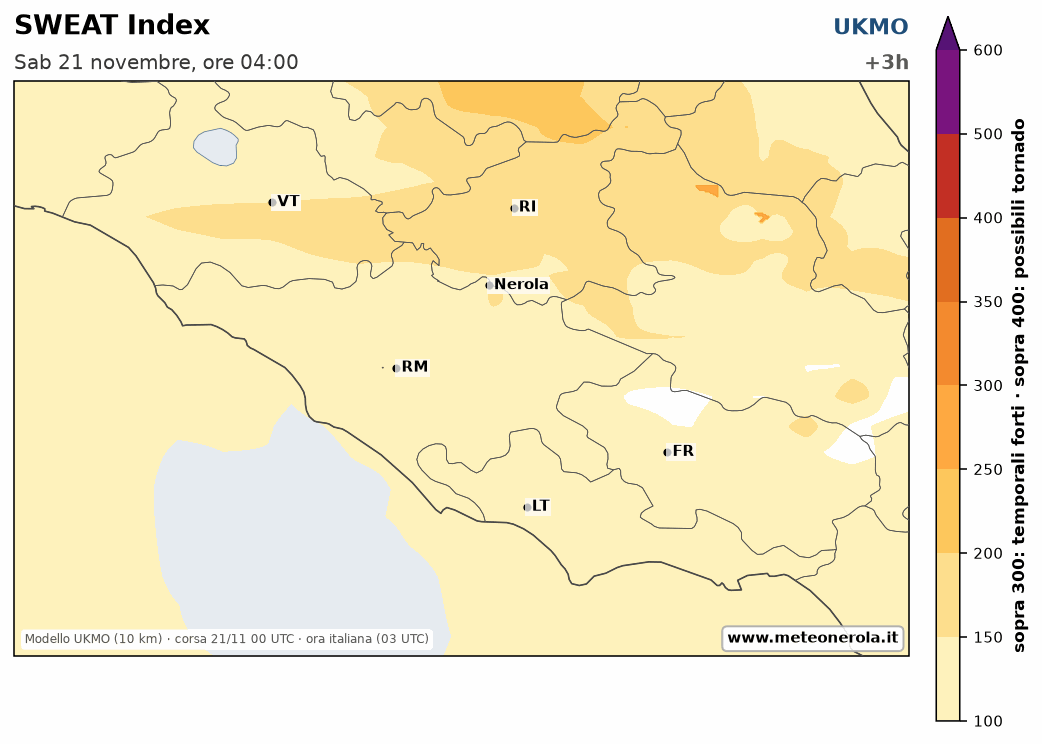 SWEAT Index
UKMO
Sab 21 novembre, ore 04:00
+3h
VT
RI
Nerola
RM
FR
LT
Modello UKMO (10 km) · corsa 21/11 00 UTC · ora italiana (03 UTC)
www.meteonerola.it
600
500
400
350
300
250
200
150
100
sopra 300: temporali forti · sopra 400: possibili tornado